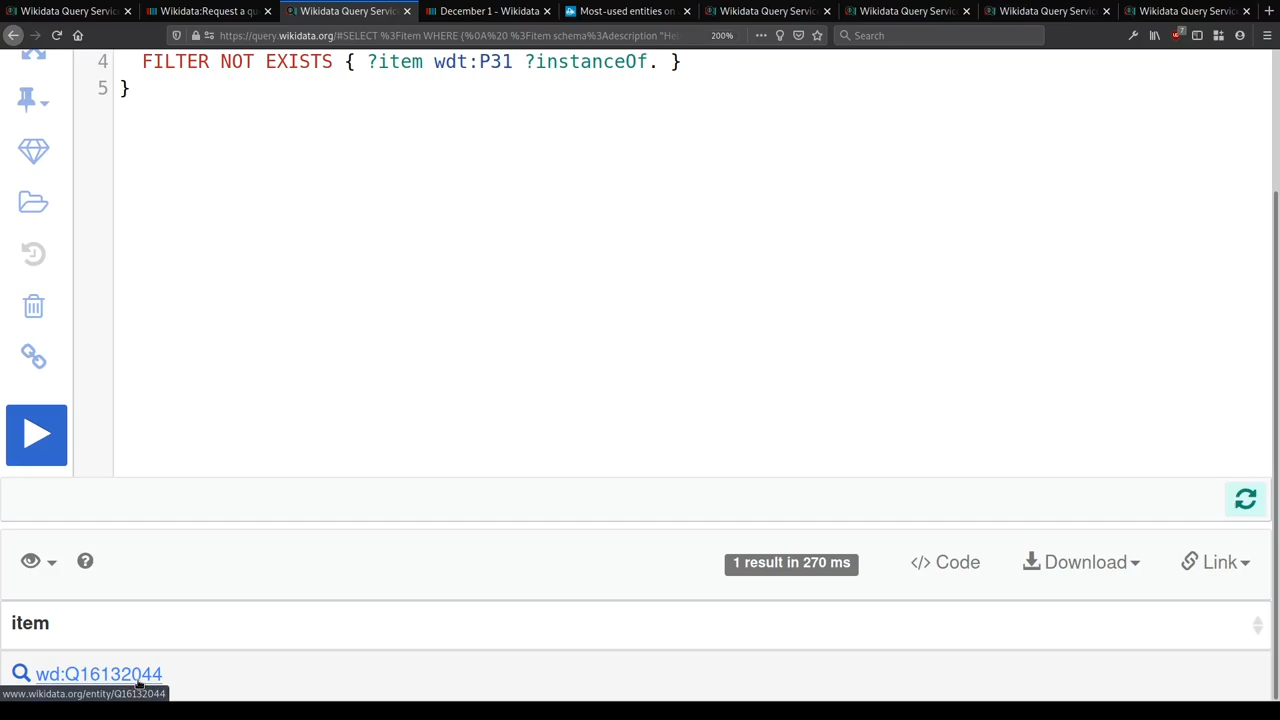 Wikidata Query Servic
Wikidata:Request a qu
Wikidata Query Servic
December 1 - Wikidata
Most-used entities on
Wikidata Query Servic
Wikidata Query Servic
Wikidata Query Servic
Wikidata Query Servic
https://query.wikidata.org/#SELECT %3Fitem WHERE {%0A%20 %3Fitem schema%3Adescription "Hel
200%
Search
7
4 FILTER NOT EXISTS { ?item wdt:P31 ?instanceOf. }
5 }
1 result in 270 ms
</> Code
Download
Link
item
wd:Q16132044
www.wikidata.org/entity/Q16132044